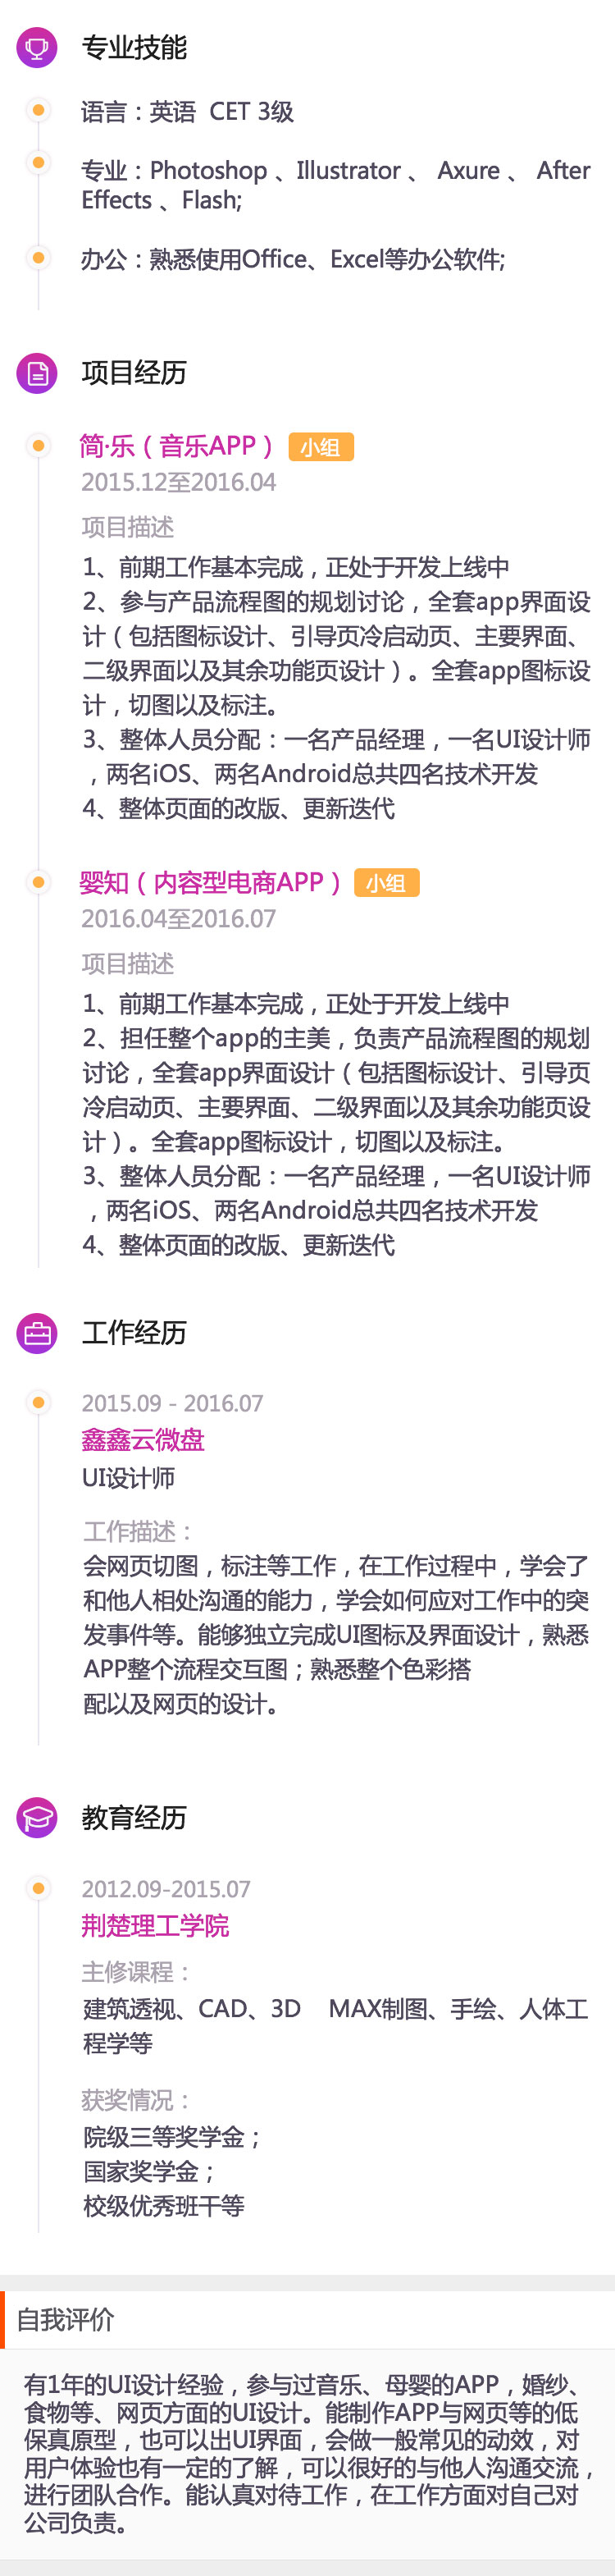 专业技能
语言：英语 CET 3级
专业：Photoshop 、Illustrator 、 Axure 、 After
Effects 、Flash;
办公：熟悉使用Office、Excel等办公软件;
项目经历
简·乐（音乐APP） 小组
2015.12至2016.04
项目描述
1、前期工作基本完成，正处于开发上线中
2、参与产品流程图的规划讨论，全套app界面设
计（包括图标设计、引导页冷启动页、主要界面、
二级界面以及其余功能页设计）。全套app图标设
计，切图以及标注。
3、整体人员分配：一名产品经理，一名UI设计师
，两名iOS、两名Android总共四名技术开发
4、整体页面的改版、更新迭代
婴知（内容型电商APP） 小组
2016.04至2016.07
项目描述
1、前期工作基本完成，正处于开发上线中
2、担任整个app的主美，负责产品流程图的规划
讨论，全套app界面设计（包括图标设计、引导页
冷启动页、主要界面、二级界面以及其余功能页设
计）。全套app图标设计，切图以及标注。
3、整体人员分配：一名产品经理，一名UI设计师
，两名iOS、两名Android总共四名技术开发
4、整体页面的改版、更新迭代
工作经历
2015.09 - 2016.07
鑫鑫云微盘
UI设计师
工作描述：
会网页切图，标注等工作，在工作过程中，学会了
和他人相处沟通的能力，学会如何应对工作中的突
发事件等。能够独立完成UI图标及界面设计，熟悉
APP整个流程交互图；熟悉整个色彩搭
配以及网页的设计。
教育经历
2012.09-2015.07
荆楚理工学院
主修课程：
建筑透视、CAD、3D MAX制图、手绘、人体工
程学等
获奖情况：
院级三等奖学金；
国家奖学金；
校级优秀班干等
自我评价
有1年的UI设计经验，参与过音乐、母婴的APP，婚纱、
食物等、网页方面的UI设计。能制作APP与网页等的低
保真原型，也可以出UI界面，会做一般常见的动效，对
用户体验也有一定的了解，可以很好的与他人沟通交流，
进行团队合作。能认真对待工作，在工作方面对自己对
公司负责。